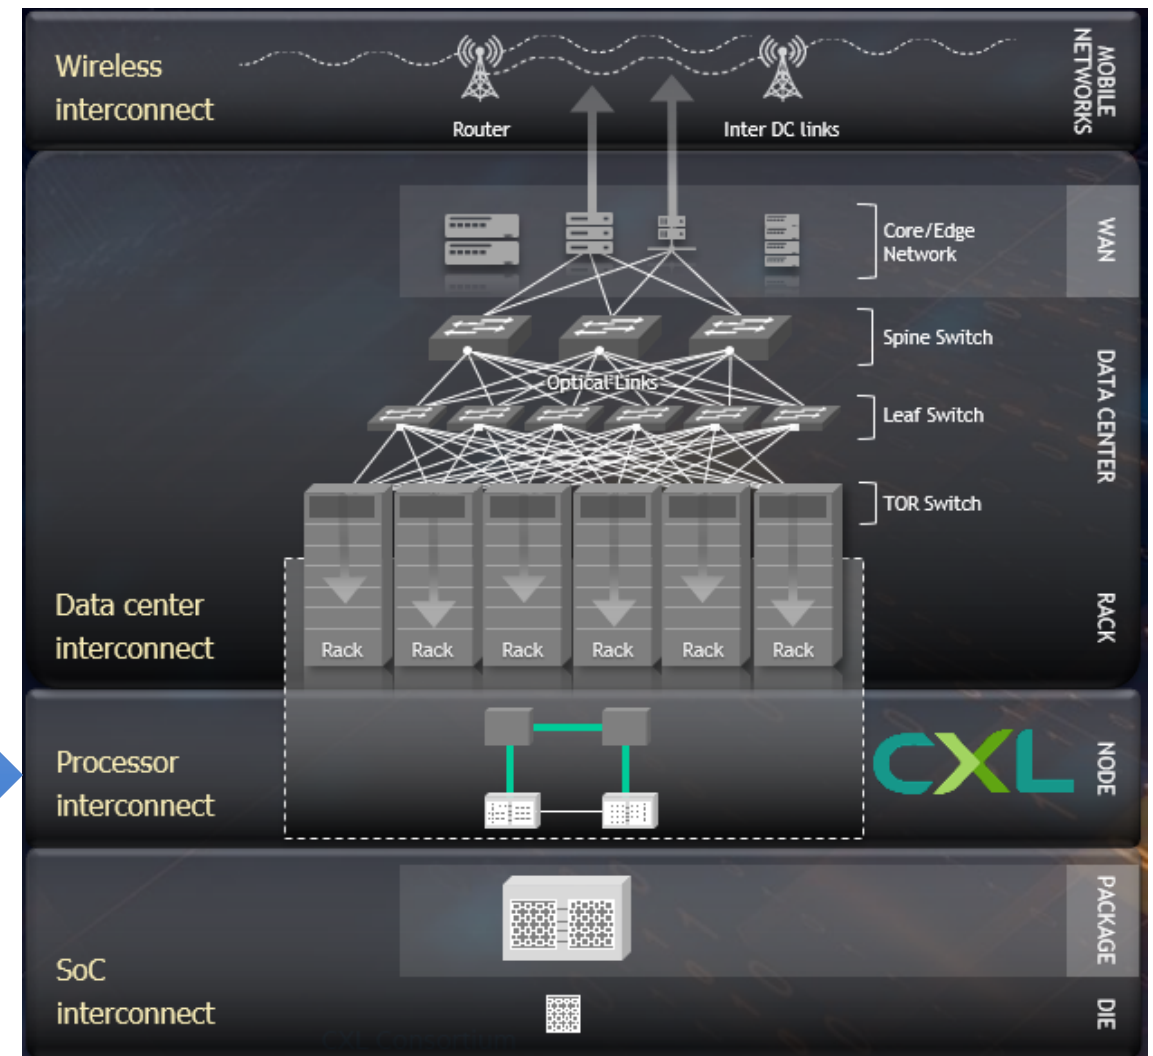 Wireless
interconnect
Router
Inter DC links
MOBILE
NETWORKS
Core/Edge
Network
WAN
Spine Switch
Optical Links
Leaf Switch
DATA CENTER
TOR Switch
Data center
interconnect
Rack
Rack
Rack
Rack
Rack
Rack
RACK
Processor
interconnect
CXL
NODE
PACKAGE
SoC
interconnect
DIE
CXL Consortium